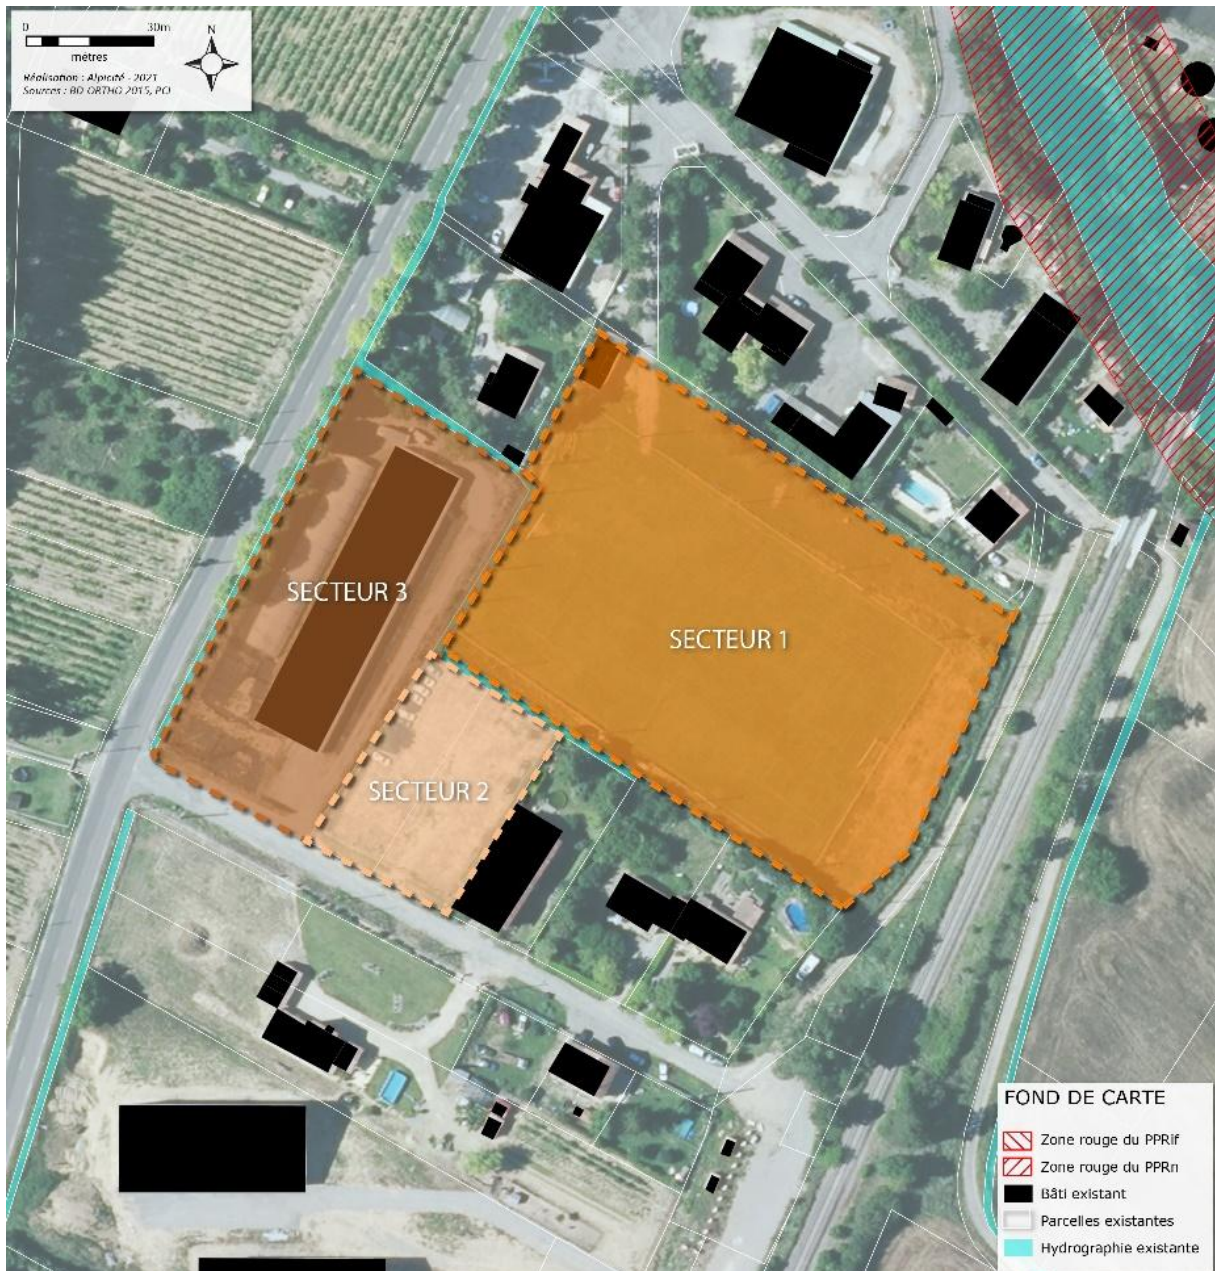 0 30m
mètres
N
Réalisation : Alpicité - 2021
Sources : BD ORTHO 2015, PCI
SECTEUR 3
SECTEUR 1
SECTEUR 2
FOND DE CARTE
Zone rouge du PPRif
Zone rouge du PPRn
Bâti existant
Parcelles existantes
Hydrographie existante